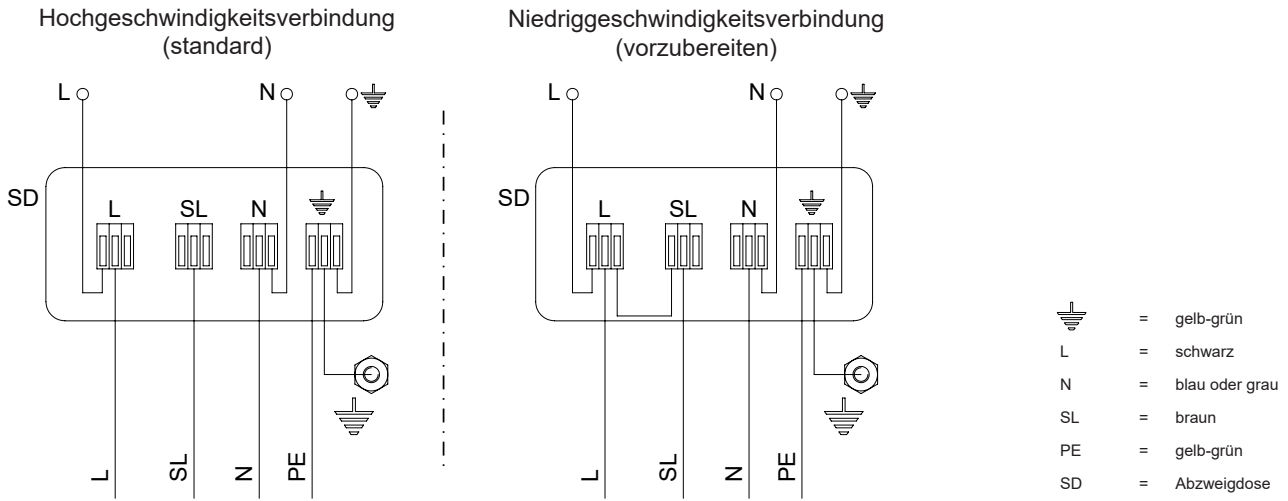 Hochgeschwindigkeitsverbindung
(standard)
L N
SD
L SL N
L SL N PE
Niedriggeschwindigkeitsverbindung
(vorzubereiten)
L N
SD
L SL N
L SL N PE
= gelb-grün
L = schwarz
N = blau oder grau
SL = braun
PE = gelb-grün
SD = Abzweigdose